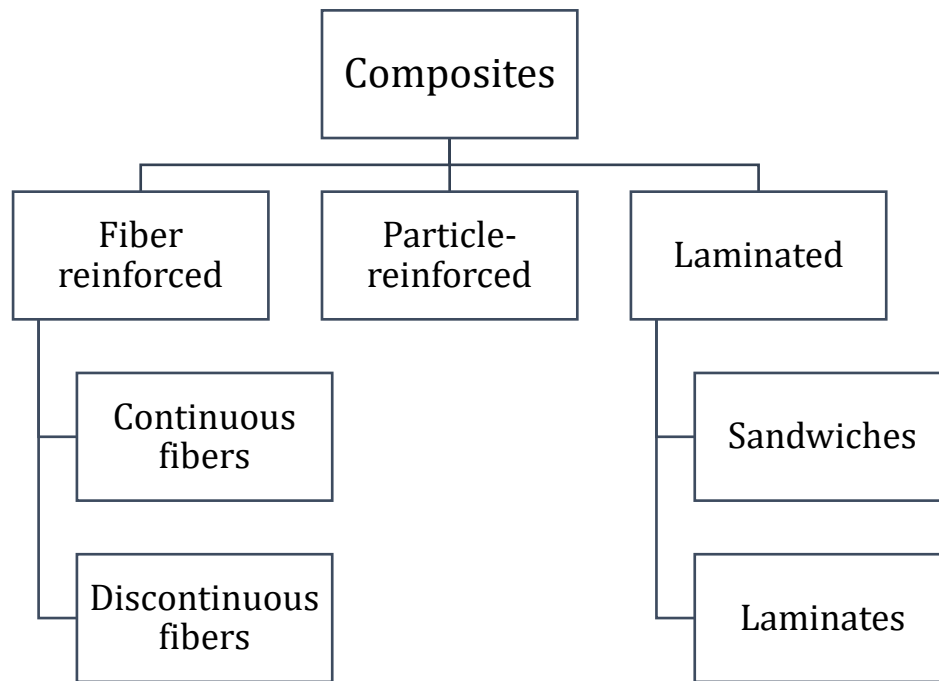 Composites
Fiber
reinforced
Particle-
reinforced
Laminated
Continuous
fibers
Sandwiches
Discontinuous
fibers
Laminates